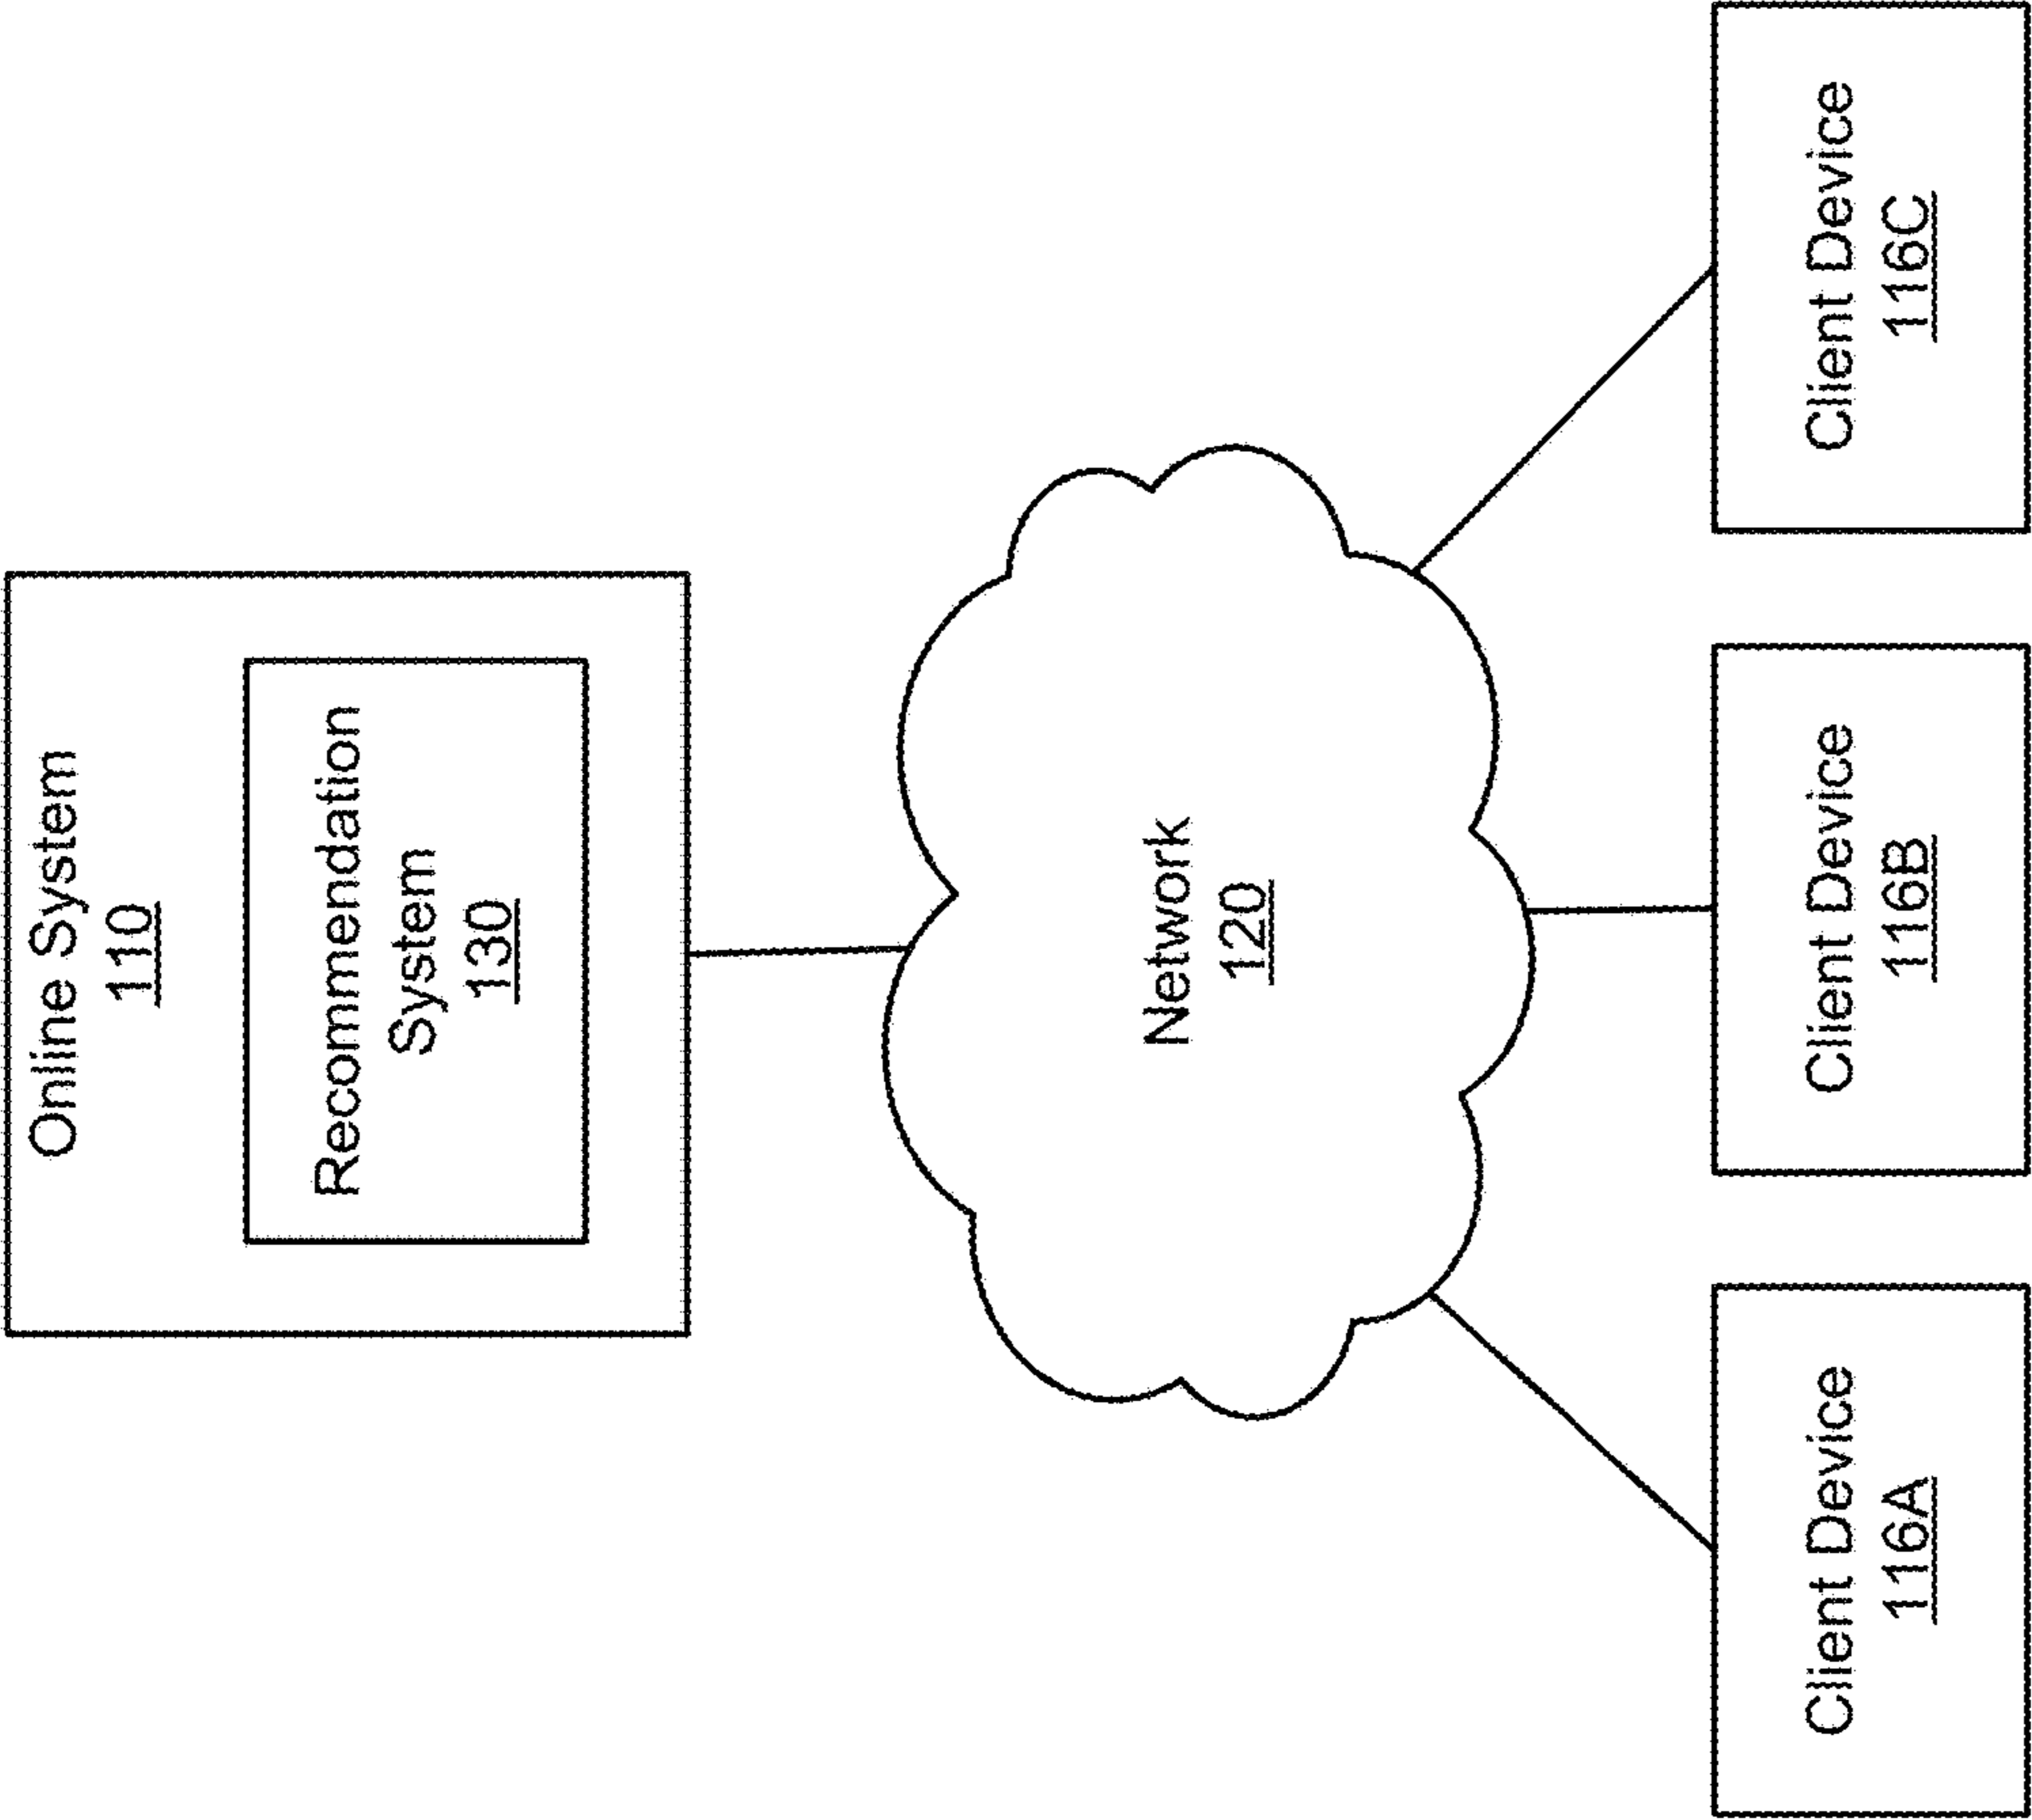 Online System
110
Recommendation
System
130
Network
120
Client Device
116A
Client Device
116B
Client Device
116C